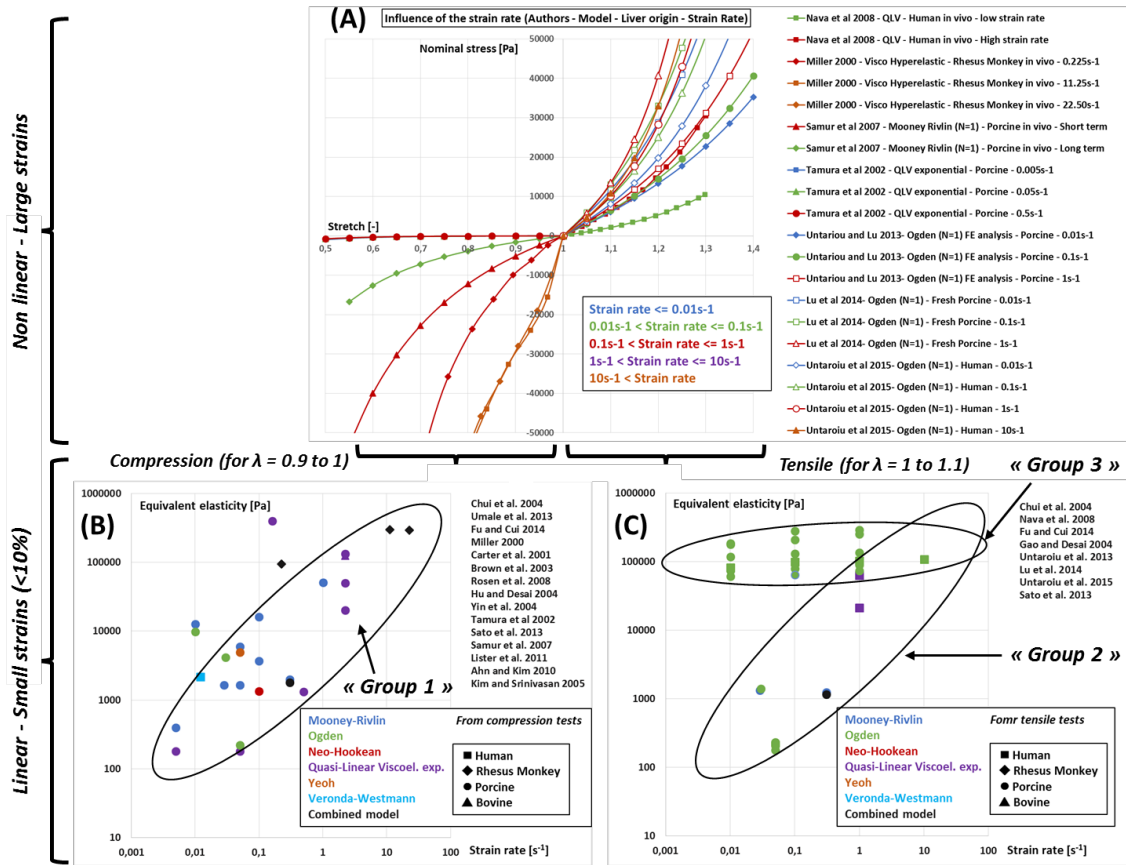 Non linear - Large strains
Linear - Small strains (<10%)
Influence of the strain rate (Authors - Model - Liver origin - Strain Rate)
(A)
Nominal stress [Pa]
50000
40000
30000
20000
10000
0
-10000
-20000
-30000
-40000
-50000
Stretch [-]
0,5
0,6
0,7
0,8
0,9
1
1,1
1,2
1,3
1,4
Strain rate <= 0.01s-1
0.01s-1 < Strain rate <= 0.1s-1
0.1s-1 < Strain rate <= 1s-1
1s-1 < Strain rate <= 10s-1
10s-1 < Strain rate
Nava et al 2008 - QLV - Human in vivo - low strain rate
Nava et al 2008 - QLV - Human in vivo - High strain rate
Miller 2000 - Visco Hyperelastic - Rhesus Monkey in vivo - 0.225s-1
Miller 2000 - Visco Hyperelastic - Rhesus Monkey in vivo - 11.25s-1
Miller 2000 - Visco Hyperelastic - Rhesus Monkey in vivo - 22.50s-1
Samur et al 2007 - Mooney Rivlin (N=1) - Porcine in vivo - Short term
Samur et al 2007 - Mooney Rivlin (N=1) - Porcine in vivo - Long term
Tamura et al 2002 - QLV exponential - Porcine - 0.005s-1
Tamura et al 2002 - QLV exponential - Porcine - 0.05s-1
Tamura et al 2002 - QLV exponential - Porcine - 0.5s-1
Untariou and Lu 2013- Ogden (N=1) FE analysis - Porcine - 0.01s-1
Untariou and Lu 2013- Ogden (N=1) FE analysis - Porcine - 0.1s-1
Untariou and Lu 2013- Ogden (N=1) FE analysis - Porcine - 1s-1
Lu et al 2014- Ogden (N=1) - Fresh Porcine - 0.01s-1
Lu et al 2014- Ogden (N=1) - Fresh Porcine - 0.1s-1
Lu et al 2014- Ogden (N=1) - Fresh Porcine - 1s-1
Untaroiu et al 2015- Ogden (N=1) - Human - 0.01s-1
Untaroiu et al 2015- Ogden (N=1) - Human - 0.1s-1
Untaroiu et al 2015- Ogden (N=1) - Human - 1s-1
Untaroiu et al 2015- Ogden (N=1) - Human - 10s-1
Compression (for λ = 0.9 to 1)
Tensile (for λ = 1 to 1.1)
« Group 3 »
Equivalent elasticity [Pa]
(B)
1000000
100000
10000
1000
100
10
0,001
0,01
0,1
1
10
100
Strain rate [s-1]
Chui et al. 2004
Umale et al. 2013
Fu and Cui 2014
Miller 2000
Carter et al. 2001
Brown et al. 2003
Rosen et al. 2008
Hu and Desai 2004
Yin et al. 2004
Tamura et al 2002
Sato et al. 2013
Samur et al. 2007
Lister et al. 2011
Ahn and Kim 2010
Kim and Srinivasan 2005
« Group 1 »
Mooney-Rivlin
Ogden
Neo-Hookean
Quasi-Linear Viscoel. exp.
Yeoh
Veronda-Westmann
Combined model
From compression tests
Human
Rhesus Monkey
Porcine
Bovine
Equivalent elasticity [Pa]
(C)
1000000
100000
10000
1000
100
10
0,001
0,01
0,1
1
10
100
Strain rate [s-1]
Chui et al. 2004
Nava et al. 2008
Fu and Cui 2014
Gao and Desai 2004
Untaroiu et al. 2013
Lu et al. 2014
Untaroiu et al. 2015
Sato et al. 2013
« Group 2 »
Mooney-Rivlin
Ogden
Neo-Hookean
Quasi-Linear Viscoel. exp.
Yeoh
Veronda-Westmann
Combined model
Fomr tensile tests
Human
Rhesus Monkey
Porcine
Bovine